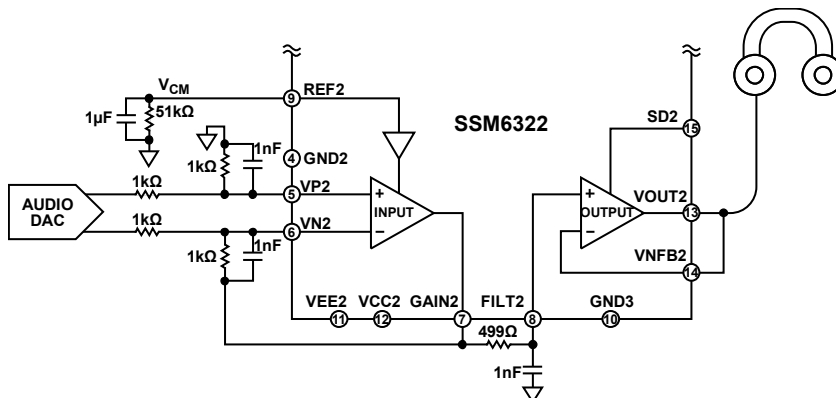 VCM
REF2
9
1µF
51kΩ
SSM6322
SD2
15
1nF
4
GND2
1kΩ
1kΩ
5
VP2
+
INPUT
−
AUDIO
DAC
1kΩ
6
VN2
1kΩ
1nF
+
OUTPUT
−
VOUT2
13
VNFB2
14
VEE2
VCC2
GAIN2
FILT2
GND3
11
12
7
8
10
499Ω
1nF